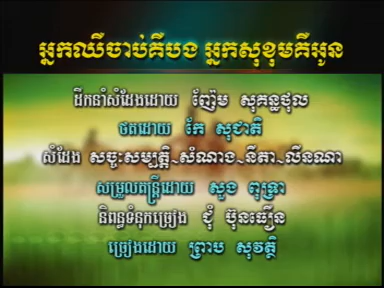 អ្នកឈឺចាប់គឺបង អ្នកសុខុមគឺអូន
ដឹកនាំសំដែងដោយ ញ៉ែម សុគន្ធថុល
ថតដោយ កែ សុជាតិ
សំដែង សច្ចៈសម្បត្តិ~សំណាង~នីតា~លីនណា
សម្រួលតន្ត្រីដោយ សួង ពុទ្ធា
និពន្ធទំនុកច្រៀង ជុំ ប៊ុនធឿន
ច្រៀងដោយ ព្រាប សុវត្ថិ